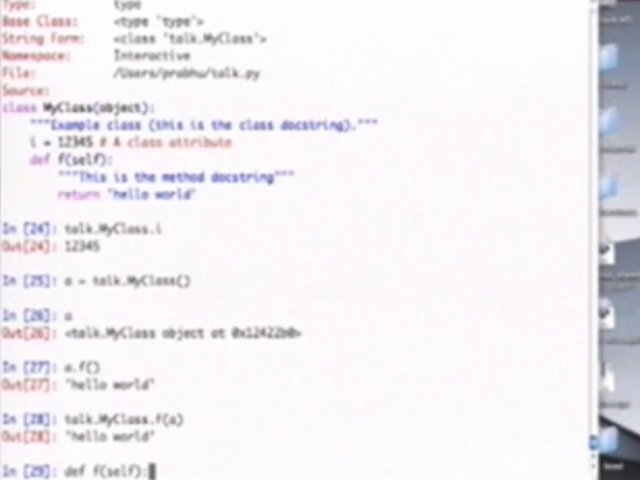 Type: type
Base Class: <type 'type'>
String Form: <class 'talk.MyClass'>
Namespace: Interactive
File: /Users/prabhu/talk.py
Source:
class MyClass(object):
"""Example class (this is the class docstring)."""
i = 12345 # A class attribute
def f(self):
"""This is the method docstring"""
return 'hello world'
In [24]: talk.MyClass.i
Out[24]: 12345
In [25]: a = talk.MyClass()
In [26]: a
Out[26]: <talk.MyClass object at 0x12422b0>
In [27]: a.f()
Out[27]: 'hello world'
In [28]: talk.MyClass.f(a)
Out[28]: 'hello world'
In [29]: def f(self):